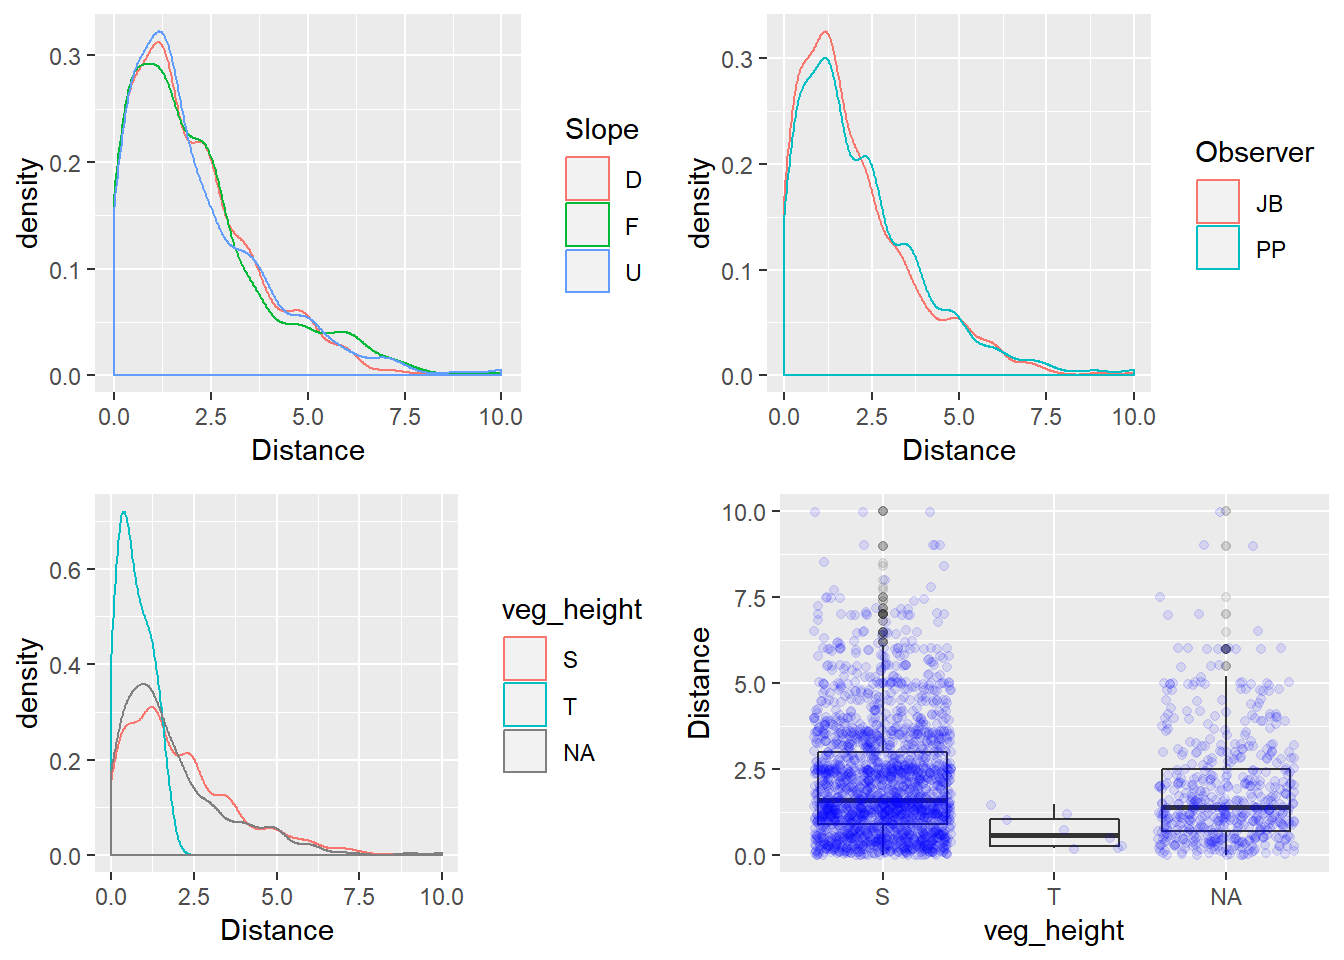 density
0.3
0.2
0.1
0.0
0.0 2.5 5.0 7.5 10.0
Distance
Slope
D
F
U
density
0.3
0.2
0.1
0.0
0.0 2.5 5.0 7.5 10.0
Distance
Observer
JB
PP
density
0.6
0.4
0.2
0.0
0.0 2.5 5.0 7.5 10.0
Distance
veg_height
S
T
NA
Distance
10.0
7.5
5.0
2.5
0.0
S T NA
veg_height